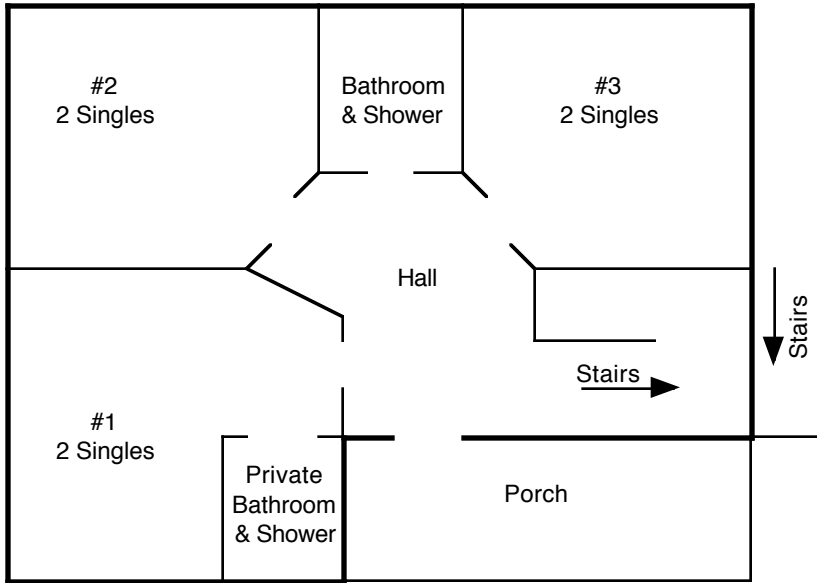 #2
2 Singles
Bathroom
& Shower
#3
2 Singles
Hall
Stairs
Stairs
#1
2 Singles
Private
Bathroom
& Shower
Porch